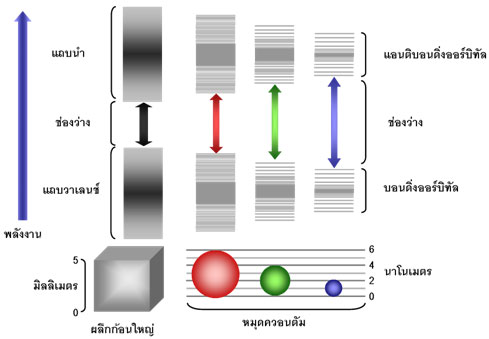 แถบนำ
แอนติบอนดิ่งออร์บิทัล
ช่องว่าง
ช่องว่าง
แถบวาเลนซ์
บอนดิ่งออร์บิทัล
พลังงาน
มิลลิเมตร
5
0
6
4
2
0
นาโนเมตร
ผลึกก้อนใหญ่
หมุดควอนตัม